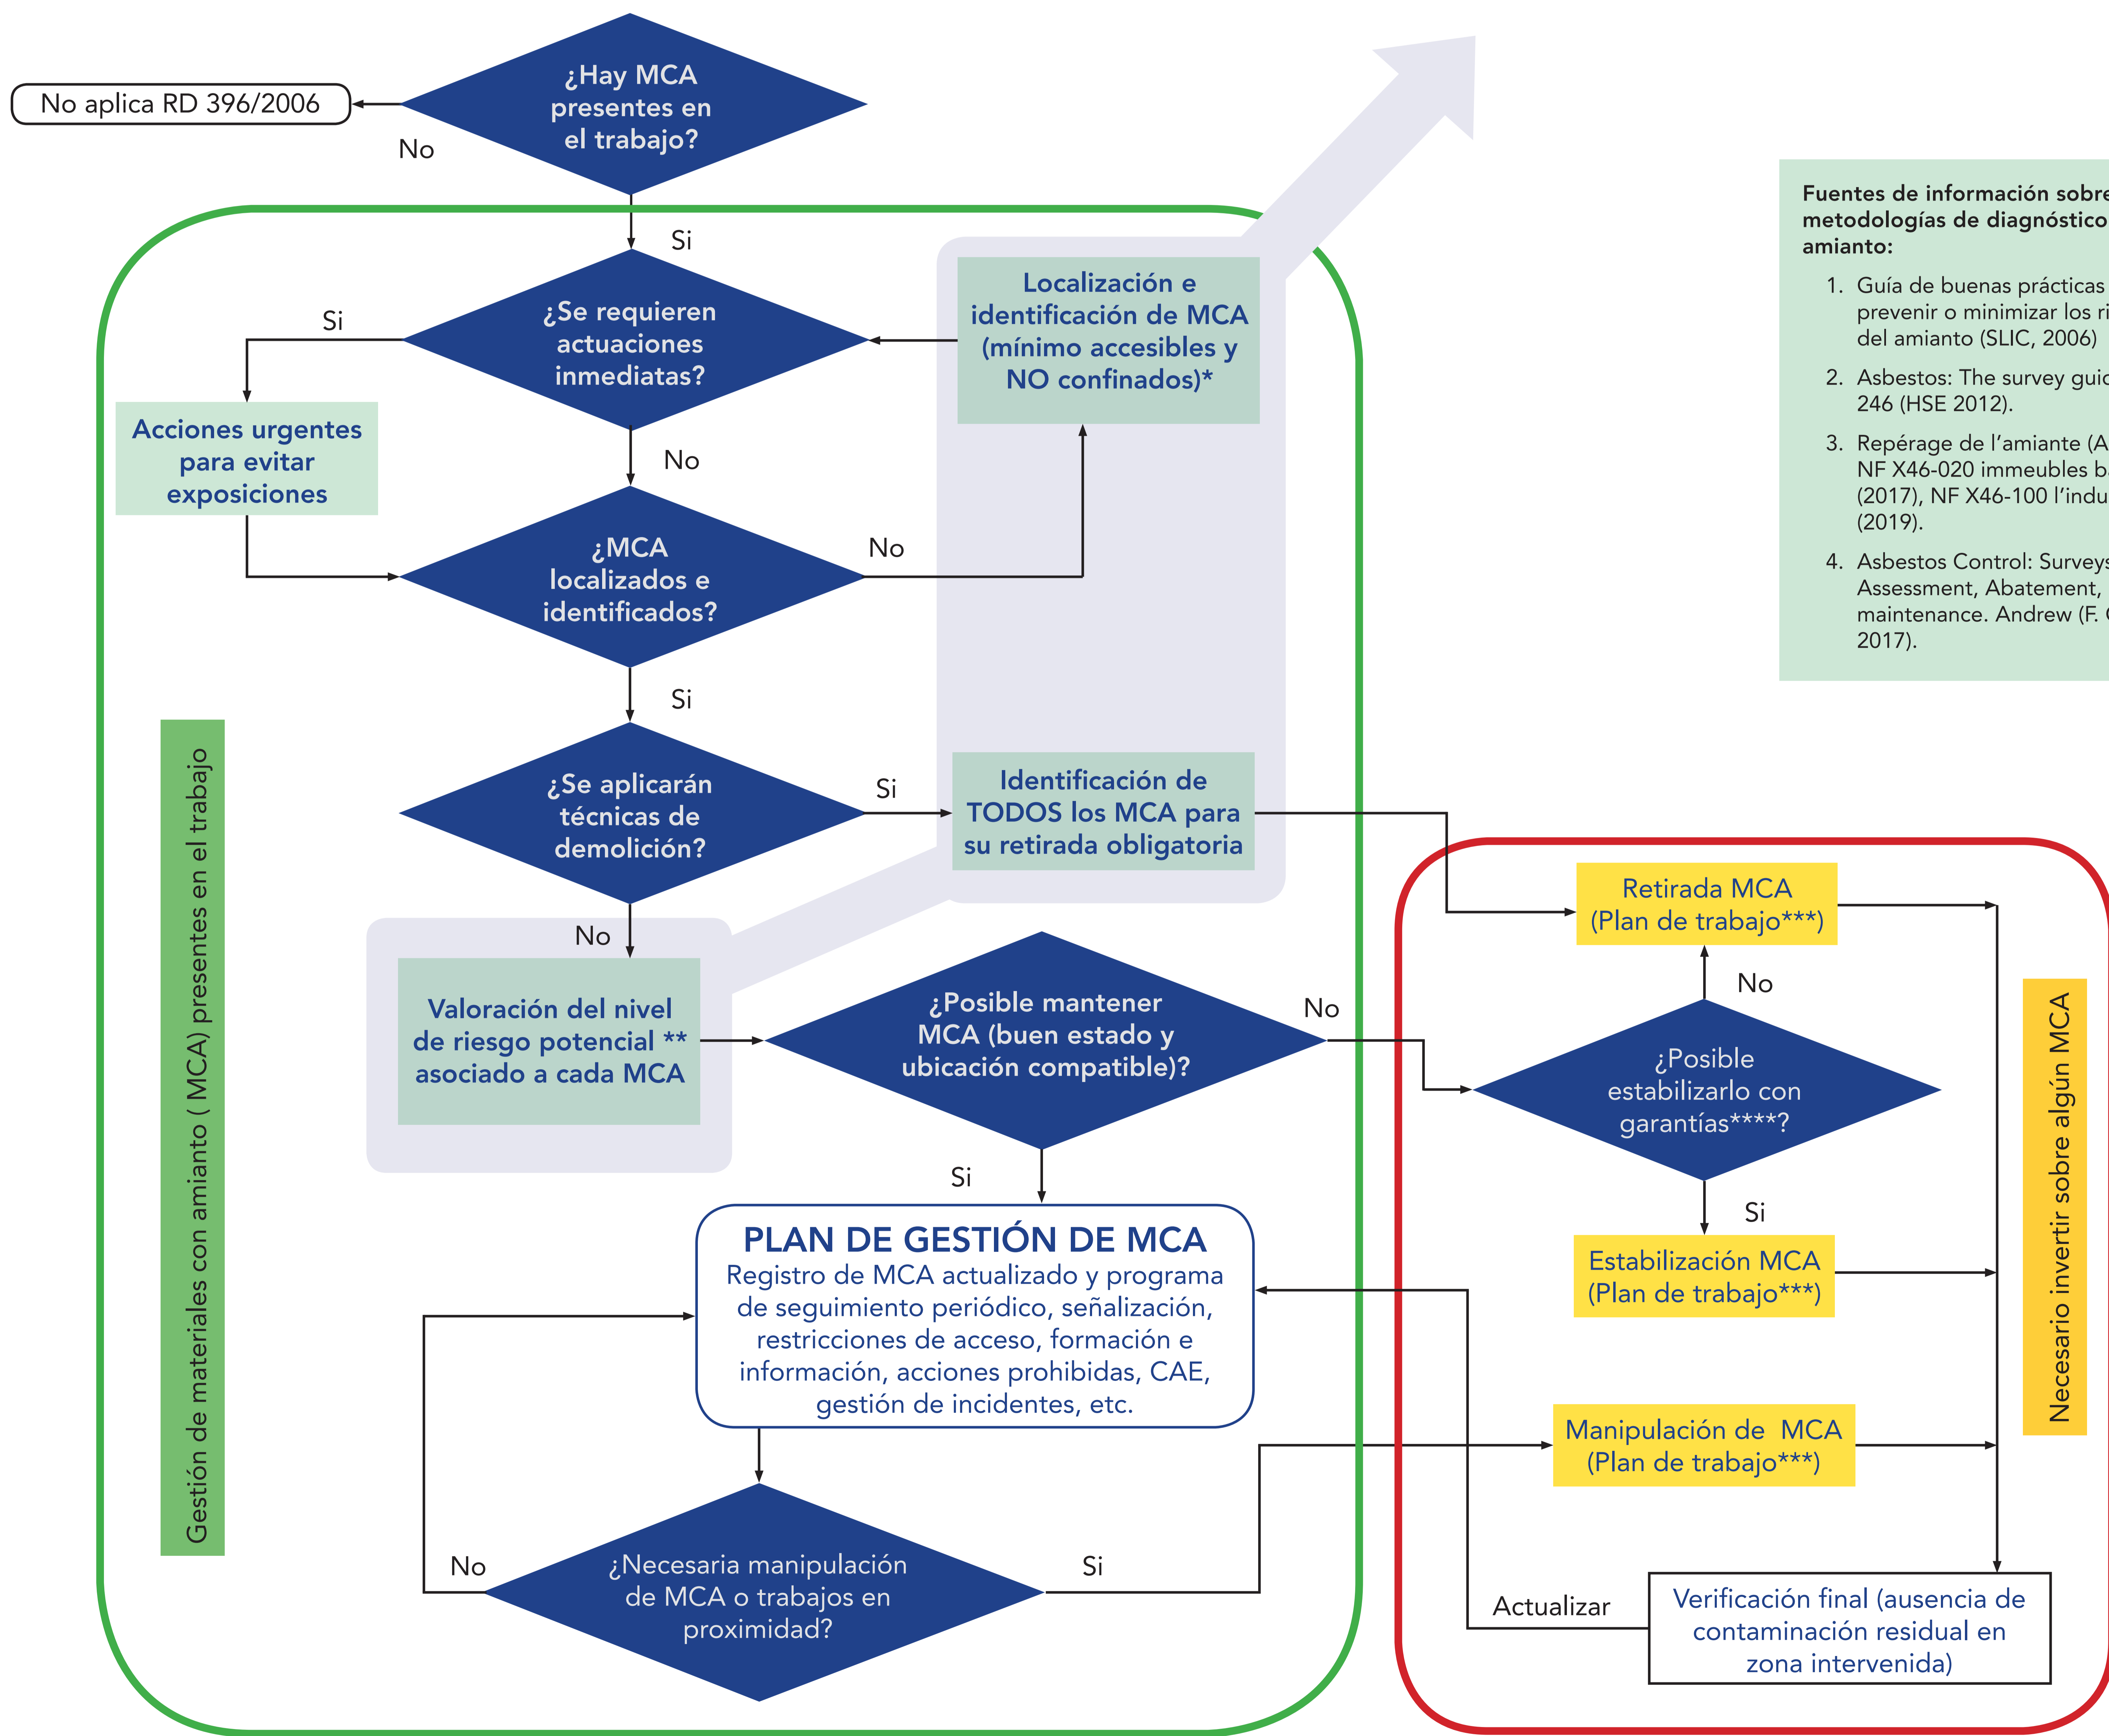 ¿Hay MCA
presentes en
el trabajo?
No aplica RD 396/2006
No
Si
¿Se requieren
actuaciones
inmediatas?
Si
Localización e
identificación de MCA
(mínimo accesibles y
NO confinados)*
Acciones urgentes
para evitar
exposiciones
No
¿MCA
localizados e
identificados?
No
Si
¿Se aplicarán
técnicas de
demolición?
Si
Identificación de
TODOS los MCA para
su retirada obligatoria
No
Valoración del nivel
de riesgo potencial **
asociado a cada MCA
¿Posible mantener
MCA (buen estado y
ubicación compatible)?
No
Si
PLAN DE GESTIÓN DE MCA
Registro de MCA actualizado y programa
de seguimiento periódico, señalización,
restricciones de acceso, formación e
información, acciones prohibidas, CAE,
gestión de incidentes, etc.
¿Necesaria manipulación
de MCA o trabajos en
proximidad?
No
Si
Gestión de materiales con amianto ( MCA) presentes en el trabajo
Fuentes de información sobre
metodologías de diagnóstico
amianto:
1. Guía de buenas prácticas
prevenir o minimizar los
del amianto (SLIC, 2006)
2. Asbestos: The survey
246 (HSE 2012).
3. Repérage de l’amiante
NF X46-020 immeubles
(2017), NF X46-100
(2019).
4. Asbestos Control: Surveys
Assessment, Abatement,
maintenance. Andrew (F.
2017).
Retirada MCA
(Plan de trabajo***)
No
¿Posible
estabilizarlo con
garantías****?
Si
Estabilización MCA
(Plan de trabajo***)
Manipulación de MCA
(Plan de trabajo***)
Necesario invertir sobre algún MCA
Actualizar
Verificación final (ausencia de
contaminación residual en
zona intervenida)